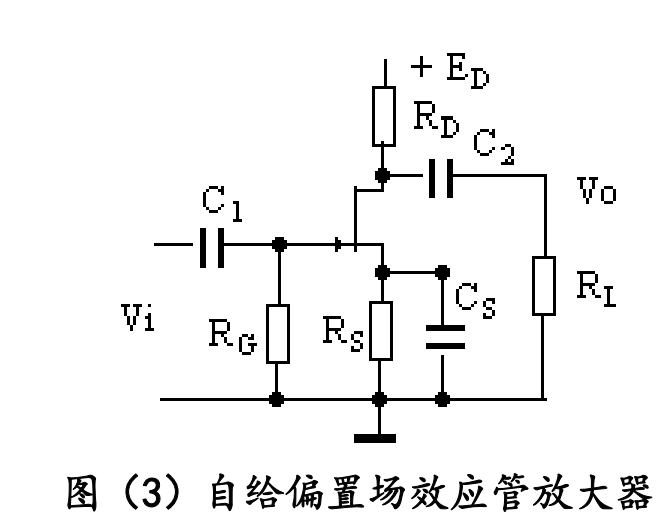 + E_D
R_D
C_2
C_1
Vo
Vi
R_G
R_S
C_S
R_L
图（3）自给偏置场效应管放大器